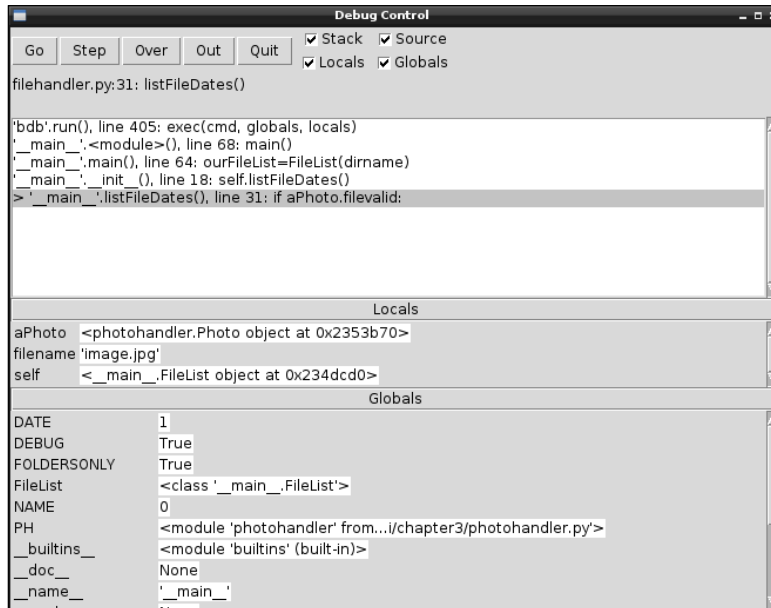 Debug Control
Go Step Over Out Quit Stack Source
Locals Globals
filehandler.py:31: listFileDates()
'bdb'.run(), line 405: exec(cmd, globals, locals)
'__main__'.<module>(), line 68: main()
'__main__'.main(), line 64: ourFileList=FileList(dirname)
'__main__'.__init__(), line 18: self.listFileDates()
> '__main__'.listFileDates(), line 31: if aPhoto.filevalid:
Locals
aPhoto <photohandler.Photo object at 0x2353b70>
filename 'image.jpg'
self <__main__.FileList object at 0x234dcd0>
Globals
DATE 1
DEBUG True
FOLDERSONLY True
FileList <class '__main__.FileList'>
NAME 0
PH <module 'photohandler' from...i/chapter3/photohandler.py'>
__builtins__ <module 'builtins' (built-in)>
__doc__ None
__name__ '__main__'